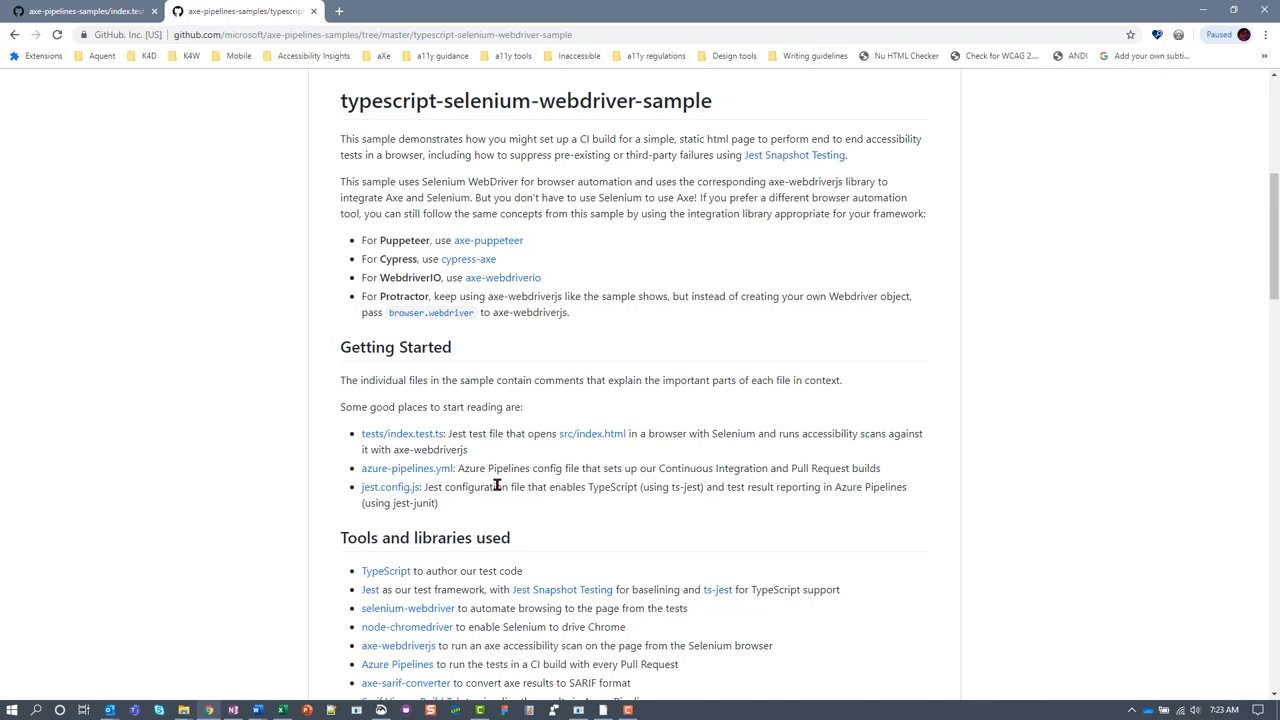 axe-pipelines-samples/index.test
axe-pipelines-samples/typescript
GitHub, Inc. [US] github.com/microsoft/axe-pipelines-samples/tree/master/typescript-selenium-webdriver-sample Paused
Extensions Aquent K4D K4W Mobile Accessibility Insights aXe a11y guidance a11y tools Inaccessible a11y regulations Design tools Writing guidelines Nu HTML Checker Check for WCAG 2.... ANDI Add your own subti...
typescript-selenium-webdriver-sample
This sample demonstrates how you might set up a CI build for a simple, static html page to perform end to end accessibility
tests in a browser, including how to suppress pre-existing or third-party failures using Jest Snapshot Testing.
This sample uses Selenium WebDriver for browser automation and uses the corresponding axe-webdriverjs library to
integrate Axe and Selenium. But you don't have to use Selenium to use Axe! If you prefer a different browser automation
tool, you can still follow the same concepts from this sample by using the integration library appropriate for your framework:
For Puppeteer, use axe-puppeteer
For Cypress, use cypress-axe
For WebdriverIO, use axe-webdriverio
For Protractor, keep using axe-webdriverjs like the sample shows, but instead of creating your own Webdriver object,
pass browser.webdriver to axe-webdriverjs.
Getting Started
The individual files in the sample contain comments that explain the important parts of each file in context.
Some good places to start reading are:
tests/index.test.ts: Jest test file that opens src/index.html in a browser with Selenium and runs accessibility scans against
it with axe-webdriverjs
azure-pipelines.yml: Azure Pipelines config file that sets up our Continuous Integration and Pull Request builds
jest.config.js: Jest configuration file that enables TypeScript (using ts-jest) and test result reporting in Azure Pipelines
(using jest-junit)
Tools and libraries used
TypeScript to author our test code
Jest as our test framework, with Jest Snapshot Testing for baselining and ts-jest for TypeScript support
selenium-webdriver to automate browsing to the page from the tests
node-chromedriver to enable Selenium to drive Chrome
axe-webdriverjs to run an axe accessibility scan on the page from the Selenium browser
Azure Pipelines to run the tests in a CI build with every Pull Request
axe-sarif-converter to convert axe results to SARIF format
7:23 AM